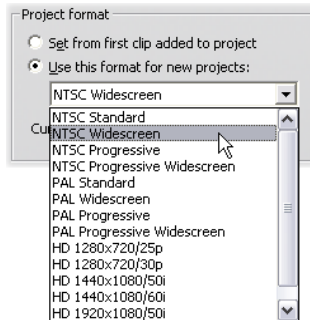 Project format
Set from first clip added to project
Use this format for new projects:
NTSC Widescreen
NTSC Standard
Cu
NTSC Widescreen
NTSC Progressive
NTSC Progressive Widescreen
PAL Standard
PAL Widescreen
PAL Progressive
PAL Progressive Widescreen
HD 1280x720/25p
HD 1280x720/30p
HD 1440x1080/50i
HD 1440x1080/60i
HD 1920x1080/50i